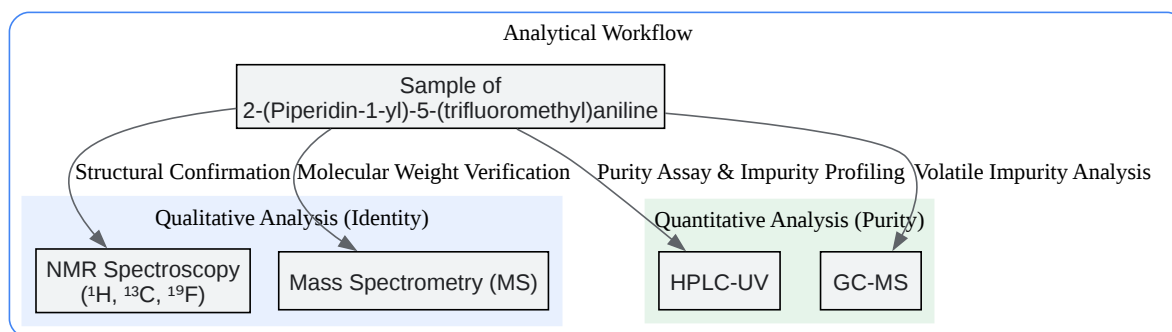 Analytical Workflow
Sample of
2-(Piperidin-1-yl)-5-(trifluoromethyl)aniline
Structural Confirmation
Molecular Weight Verification
Purity Assay & Impurity Profiling
Volatile Impurity Analysis
Qualitative Analysis (Identity)
Quantitative Analysis (Purity)
NMR Spectroscopy
(¹H, ¹³C, ¹⁹F)
Mass Spectrometry (MS)
HPLC-UV
GC-MS